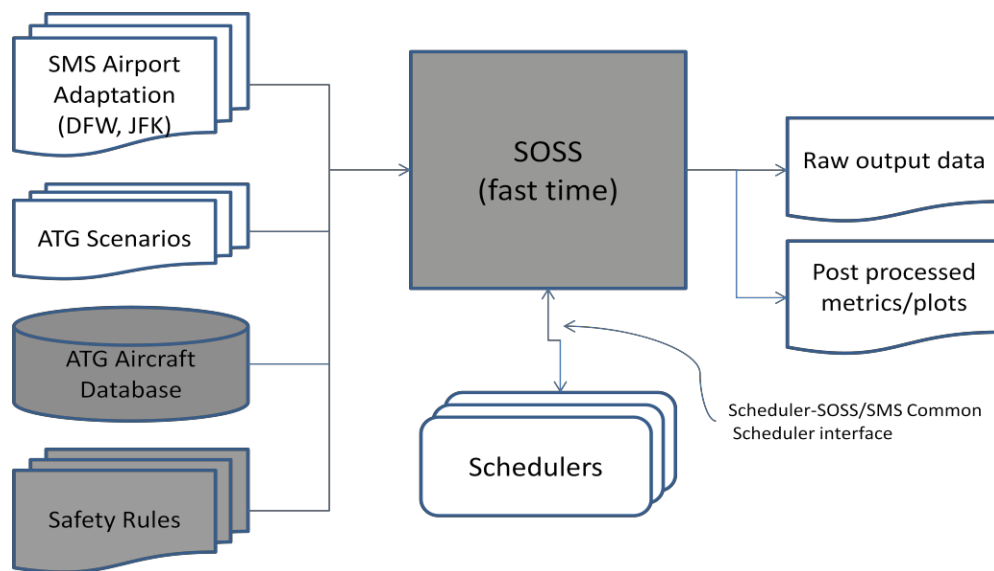 SMS Airport
Adaptation
(DFW, JFK)
ATG Scenarios
ATG Aircraft
Database
Safety Rules
SOSS
(fast time)
Schedulers
Scheduler-SOSS/SMS Common
Scheduler interface
Raw output data
Post processed
metrics/plots